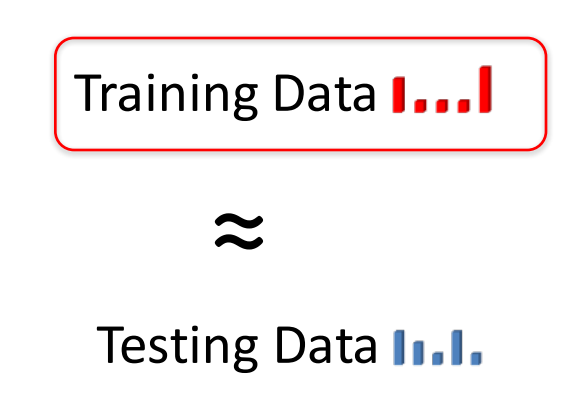 Training Data
≈
Testing Data